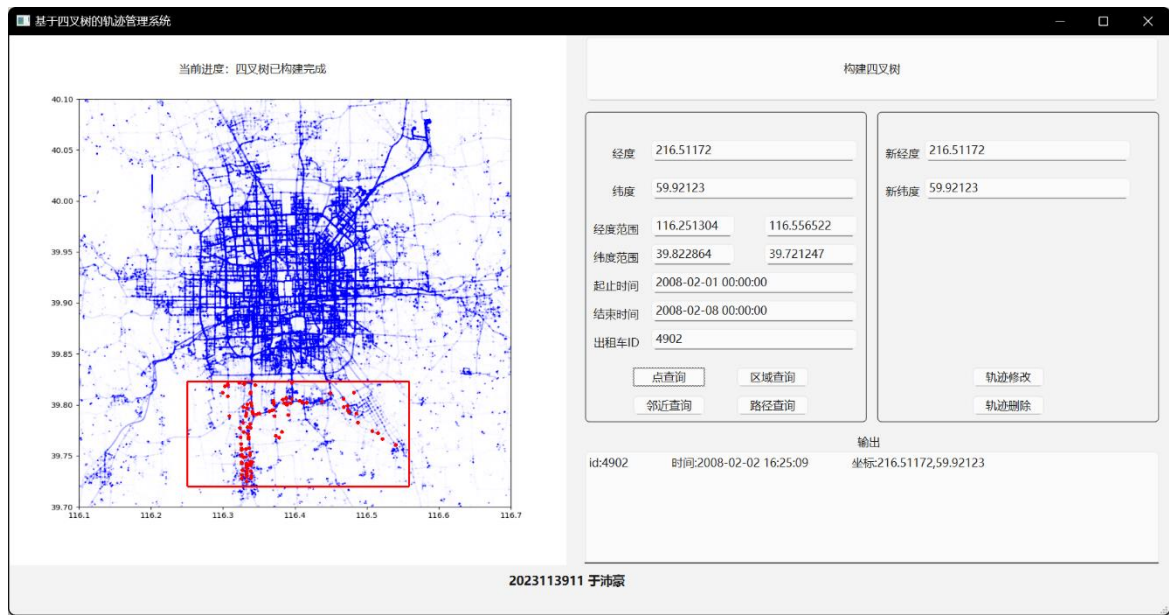 基于四叉树的轨迹管理系统
当前进度：四叉树已构建完成
40.10
40.05
40.00
39.95
39.90
39.85
39.80
39.75
39.70
116.1 116.2 116.3 116.4 116.5 116.6 116.7
构建四叉树
经度 216.51172
纬度 59.92123
经度范围 116.251304 116.556522
纬度范围 39.822864 39.721247
起止时间 2008-02-01 00:00:00
结束时间 2008-02-08 00:00:00
出租车ID 4902
点查询 区域查询
邻近查询 路径查询
新经度 216.51172
新纬度 59.92123
轨迹修改
轨迹删除
输出
id:4902 时间:2008-02-02 16:25:09 坐标:216.51172,59.92123
2023113911 于沛豪